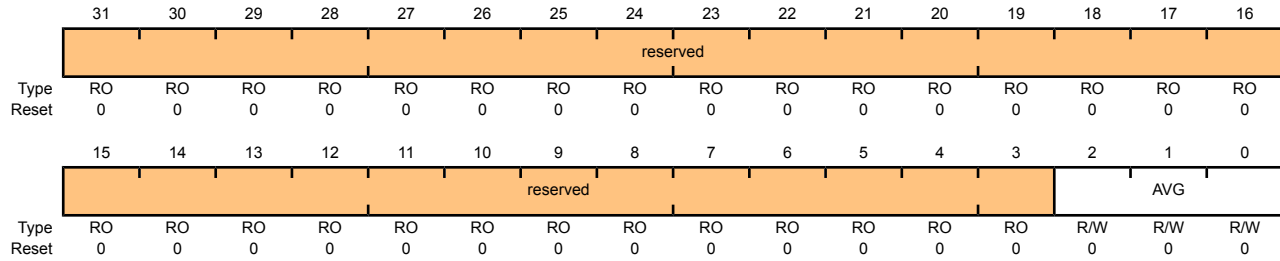 31 30 29 28 27 26 25 24 23 22 21 20 19 18 17 16
reserved
Type RO RO RO RO RO RO RO RO RO RO RO RO RO RO RO RO
Reset 0 0 0 0 0 0 0 0 0 0 0 0 0 0 0 0
15 14 13 12 11 10 9 8 7 6 5 4 3 2 1 0
reserved AVG
Type RO RO RO RO RO RO RO RO RO RO RO RO RO R/W R/W R/W
Reset 0 0 0 0 0 0 0 0 0 0 0 0 0 0 0 0